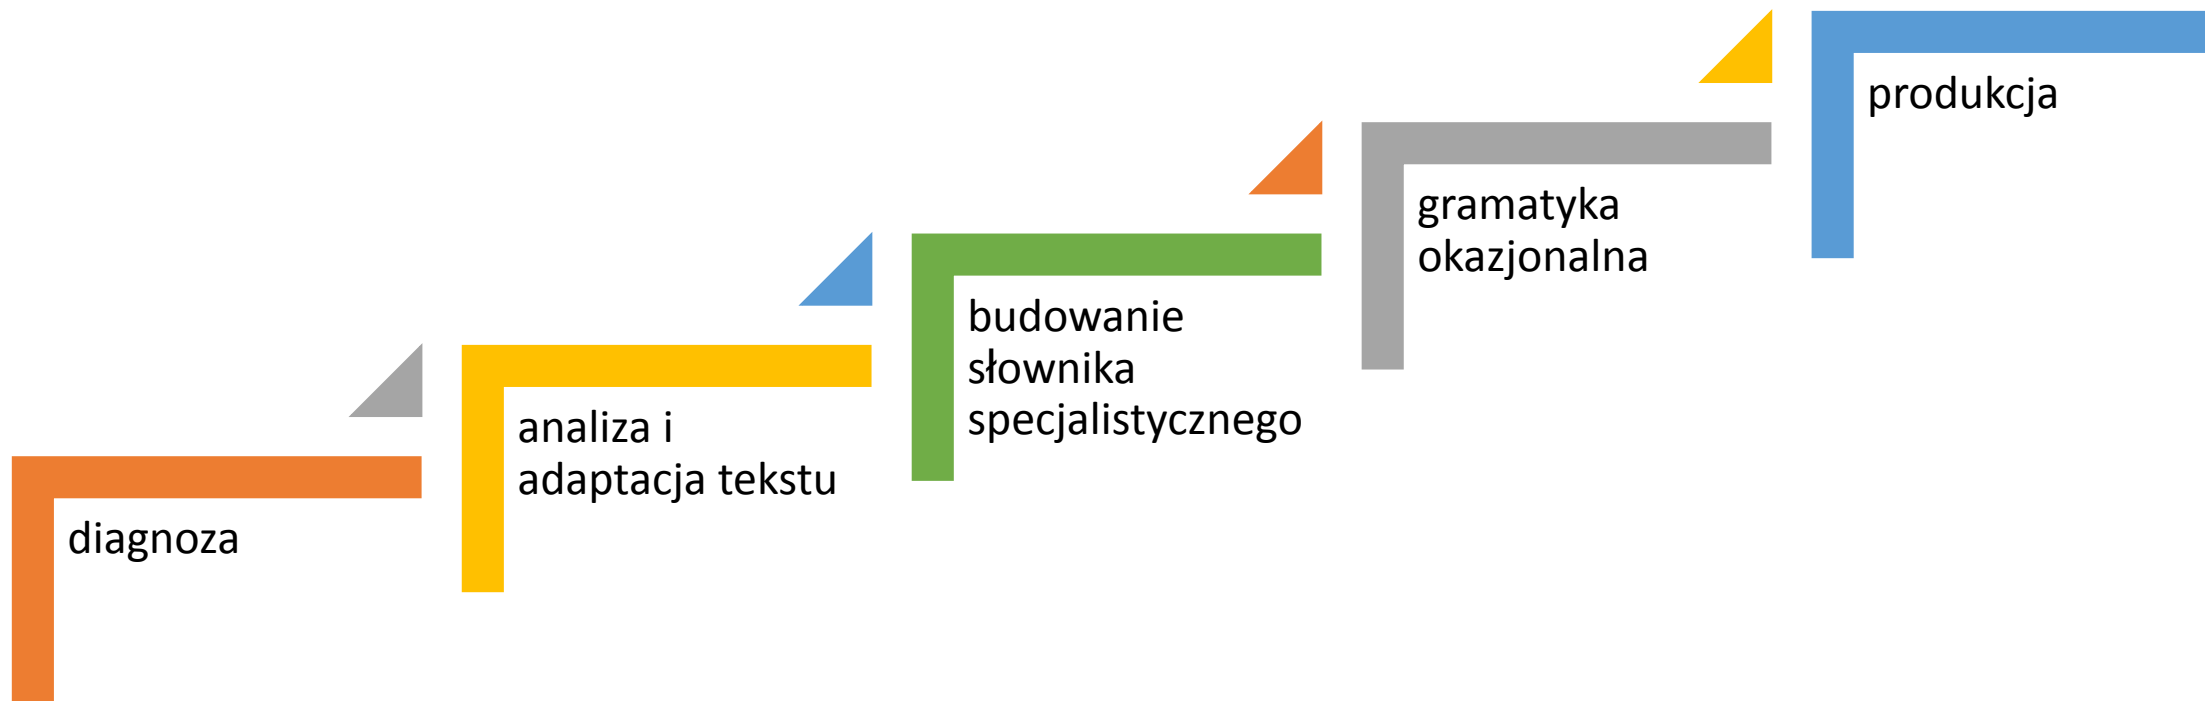 diagnoza
analiza i
adaptacja tekstu
budowanie
słownika
specjalistycznego
gramatyka
okazjonalna
produkcja